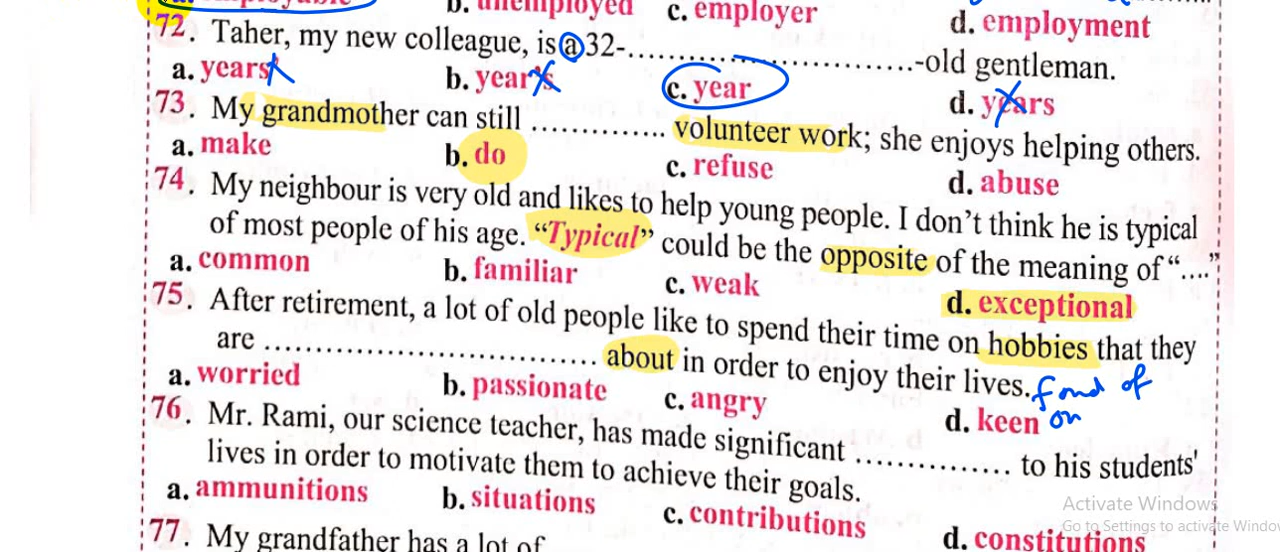 b. unemployed c. employer d. employment
72. Taher, my new colleague, is a 32-..............................-old gentleman.
a. years' b. year's c. year d. years
73. My grandmother can still .............. volunteer work; she enjoys helping others.
a. make b. do c. refuse d. abuse
74. My neighbour is very old and likes to help young people. I don't think he is typical
of most people of his age. "Typical" could be the opposite of the meaning of "...."
a. common b. familiar c. weak d. exceptional
75. After retirement, a lot of old people like to spend their time on hobbies that they
are .................................... about in order to enjoy their lives. fond of
a. worried b. passionate c. angry d. keen on
76. Mr. Rami, our science teacher, has made significant ................ to his students'
lives in order to motivate them to achieve their goals.
a. ammunitions b. situations c. contributions d. constitutions
77. My grandfather has a lot of
Activate Windows
Go to Settings to activate Windo